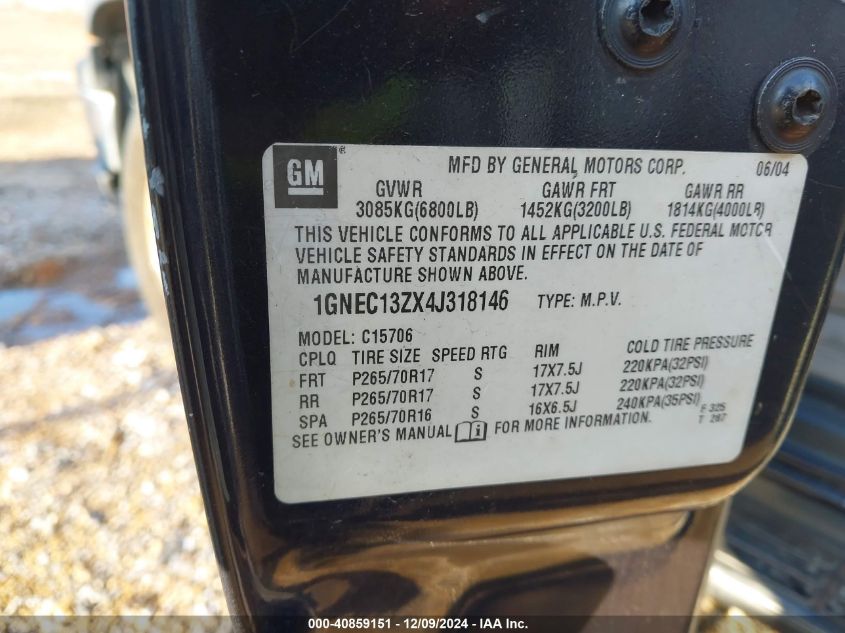 GM ® MFD BY GENERAL MOTORS CORP. 06/04
GVWR GAWR FRT GAWR RR
3085KG(6800LB) 1452KG(3200LB) 1814KG(4000LB)
THIS VEHICLE CONFORMS TO ALL APPLICABLE U.S. FEDERAL MOTOR
VEHICLE SAFETY STANDARDS IN EFFECT ON THE DATE OF
MANUFACTURE SHOWN ABOVE.
1GNEC13ZX4J318146 TYPE: M.P.V.
MODEL: C15706
CPLQ TIRE SIZE SPEED RTG RIM COLD TIRE PRESSURE
FRT P265/70R17 S 17X7.5J 220KPA(32PSI)
RR P265/70R17 S 17X7.5J 220KPA(32PSI)
SPA P265/70R16 S 16X6.5J 240KPA(35PSI) F 325
SEE OWNER'S MANUAL i FOR MORE INFORMATION. T 267
000-40859151 - 12/09/2024 - IAA Inc.